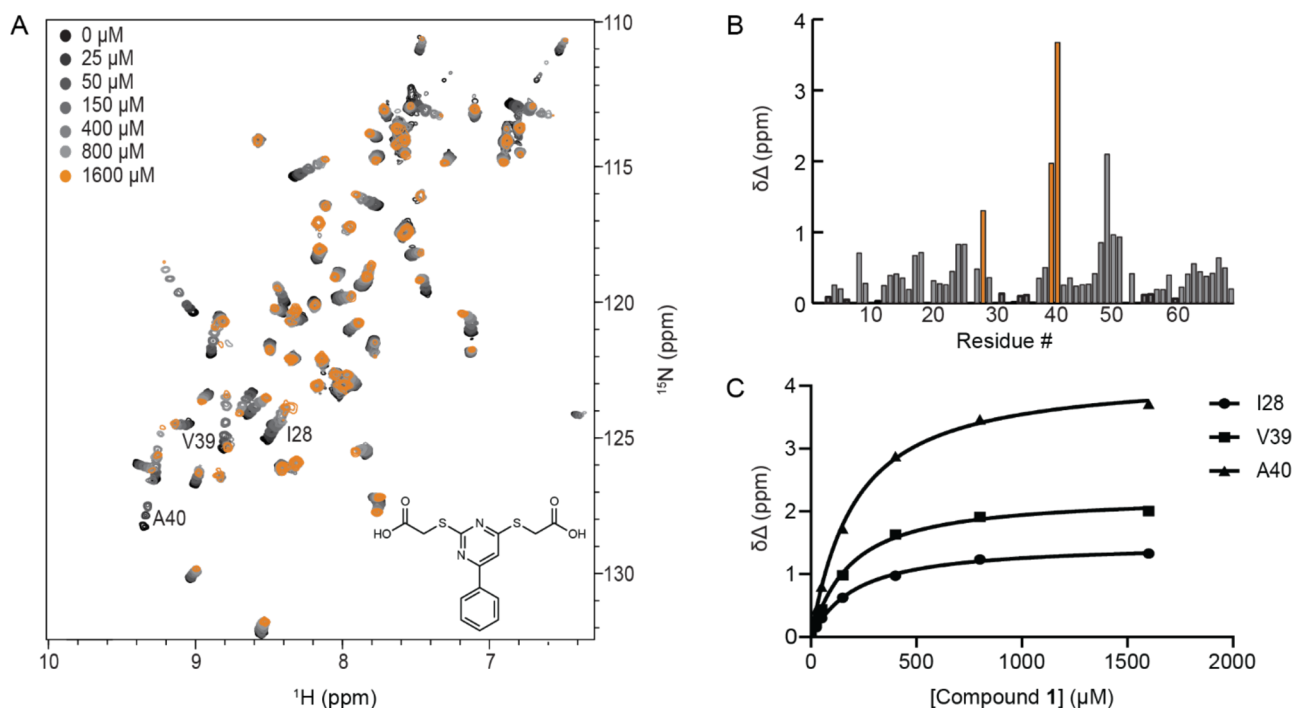 A
0 µM
25 µM
50 µM
150 µM
400 µM
800 µM
1600 µM
V39
I28
A40
HO
O
S
N
N
S
O
OH
10
9
8
7
¹H (ppm)
110
115
120
125
130
¹⁵N (ppm)
B
4
3
2
1
0
δΔ (ppm)
10
20
30
40
50
60
Residue #
C
4
3
2
1
0
δΔ (ppm)
0
500
1000
1500
2000
[Compound 1] (µM)
I28
V39
A40